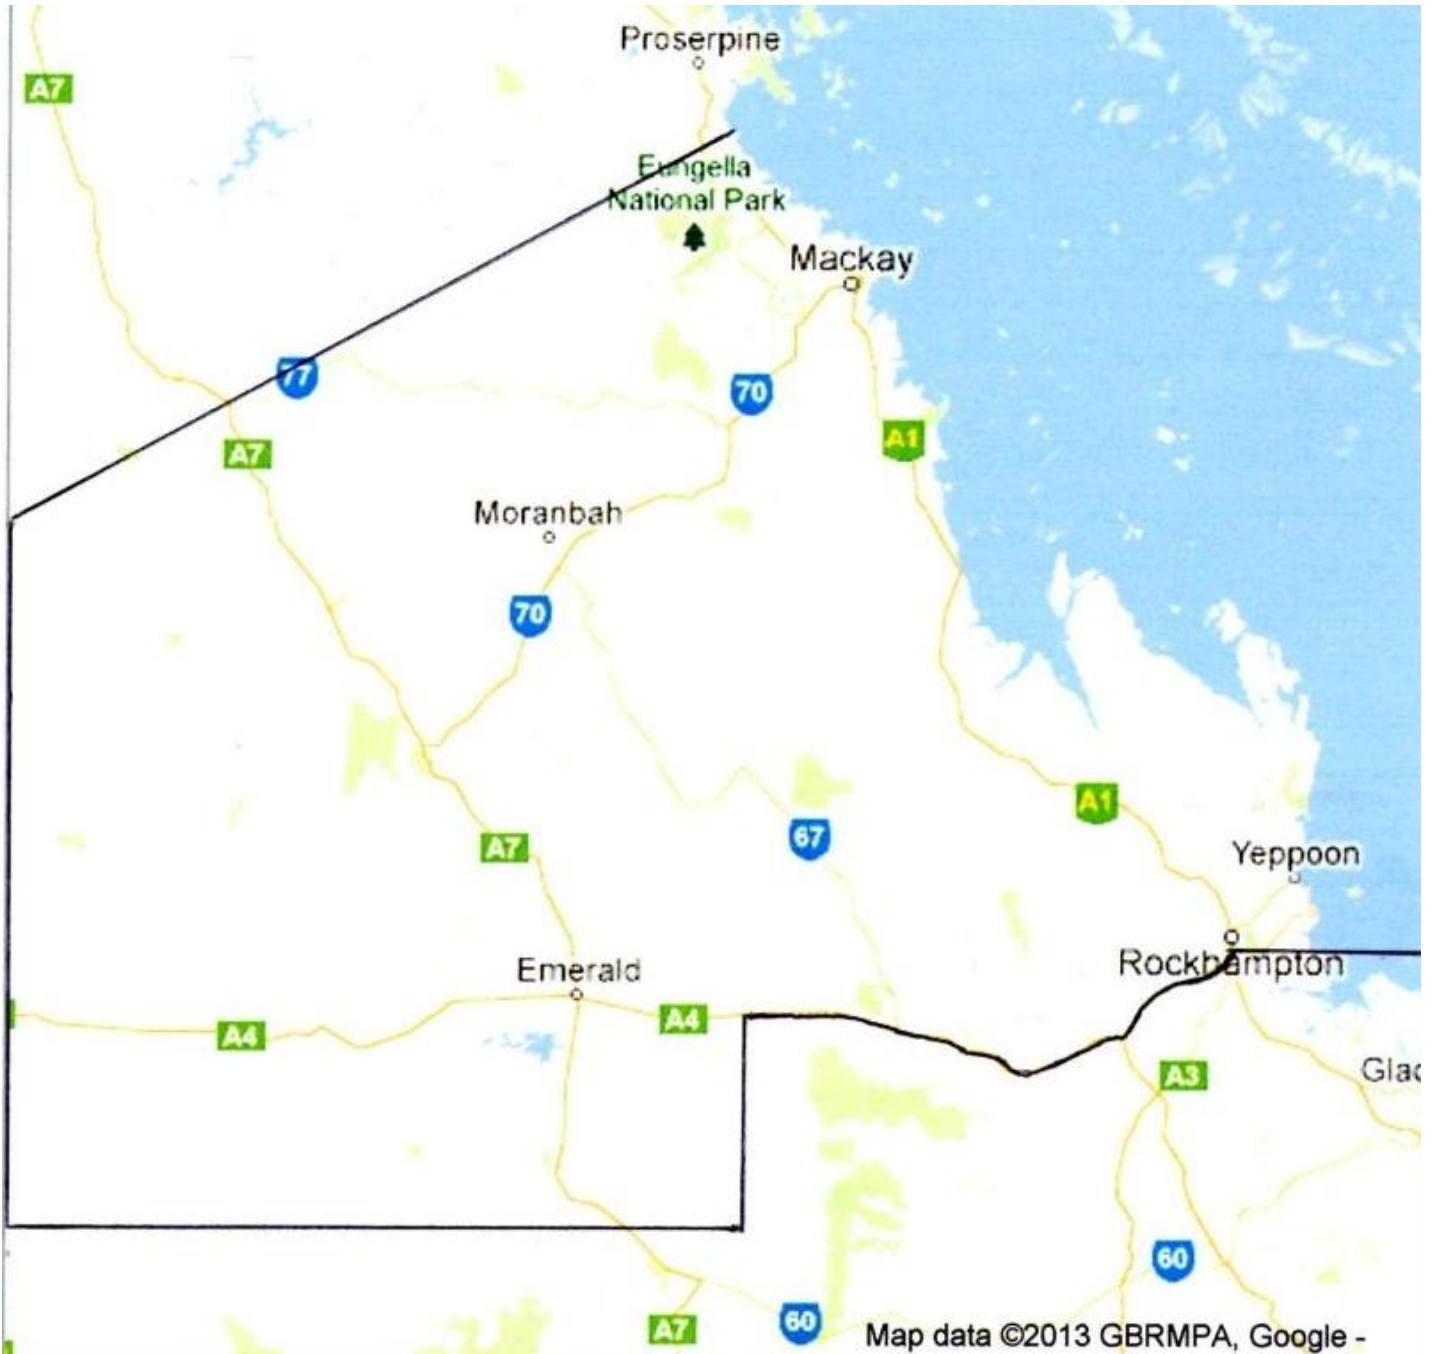 Proserpine
A7
Eungella
National Park
Mackay
77
70
A1
A7
Moranbah
70
A1
67
A7
Yeppoon
Rockhampton
Emerald
A4
A4
A3
Glad
60
A7
60
Map data ©2013 GBRMPA, Google -